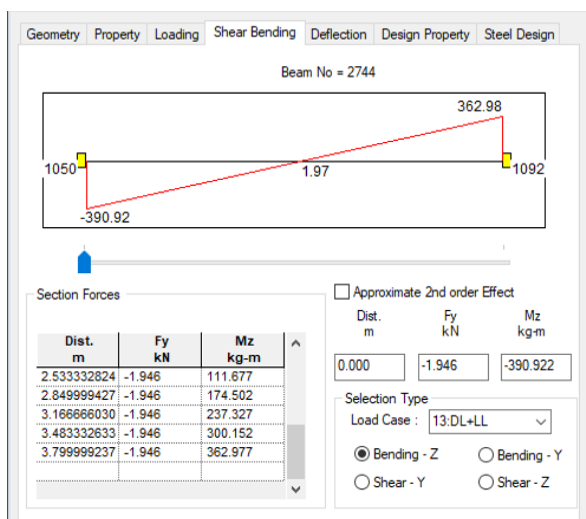 Geometry Property Loading Shear Bending Deflection Design Property Steel Design
Beam No = 2744
362.98
1050 1.97 1092
-390.92
Section Forces
Dist. Fy Mz
m kN kg-m
2.533332824 -1.946 111.677
2.849999427 -1.946 174.502
3.166666030 -1.946 237.327
3.483332633 -1.946 300.152
3.799999237 -1.946 362.977
Approximate 2nd order Effect
Dist. Fy Mz
m kN kg-m
0.000 -1.946 -390.922
Selection Type
Load Case : 13:DL+LL
Bending - Z Bending - Y
Shear - Y Shear - Z